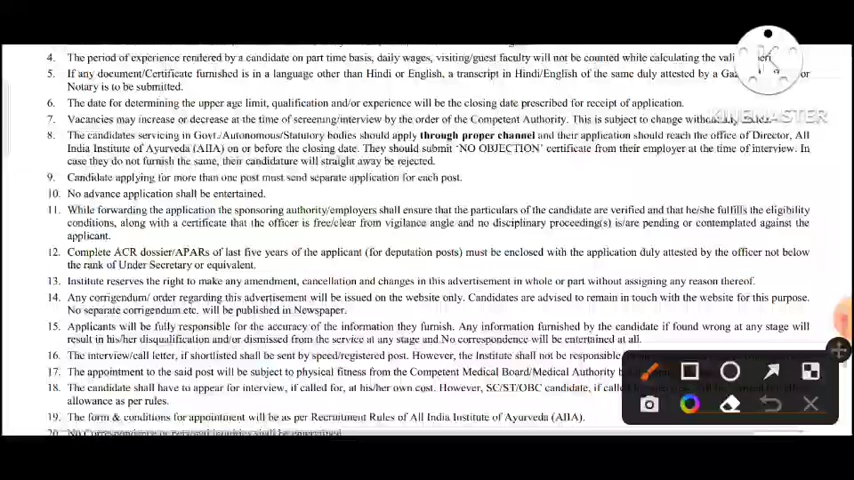 4. The period of experience rendered by a candidate on part time basis, daily wages, visiting/guest faculty will not be counted while calculating the
5. If any document/Certificate furnished is in a language other than Hindi or English, a transcript in Hindi/English of the same duly attested by a or
Notary is to be submitted.
6. The date for determining the upper age limit, qualification and/or experience will be the closing date prescribed for receipt of application.
7. Vacancies may increase or decrease at the time of screening/interview by the order of the Competent Authority. This is subject to change without
KINEMASTER
8. The candidates servicing in Govt./Autonomous/Statutory bodies should apply through proper channel and their application should reach the office of Director, All
India Institute of Ayurveda (AIIA) on or before the closing date. They should submit ‘NO OBJECTION’ certificate from their employer at the time of interview. In
case they do not furnish the same, their candidature will straight away be rejected.
9. Candidate applying for more than one post must send separate application for each post.
10. No advance application shall be entertained.
11. While forwarding the application the sponsoring authority/employers shall ensure that the particulars of the candidate are verified and that he/she fulfills the eligibility
conditions, along with a certificate that the officer is free/clear from vigilance angle and no disciplinary proceeding(s) is/are pending or contemplated against the
applicant.
12. Complete ACR dossier/APARs of last five years of the applicant (for deputation posts) must be enclosed with the application duly attested by the officer not below
the rank of Under Secretary or equivalent.
13. Institute reserves the right to make any amendment, cancellation and changes in this advertisement in whole or part without assigning any reason thereof.
14. Any corrigendum/ order regarding this advertisement will be issued on the website only. Candidates are advised to remain in touch with the website for this purpose.
No separate corrigendum etc. will be published in Newspaper.
15. Applicants will be fully responsible for the accuracy of the information they furnish. Any information furnished by the candidate if found wrong at any stage will
result in his/her disqualification and/or dismissed from the service at any stage and No correspondence will be entertained at all.
16. The interview/call letter, if shortlisted shall be sent by speed/registered post. However, the Institute shall not be responsible
17. The appointment to the said post will be subject to physical fitness from the Competent Medical Board/Medical Authority
18. The candidate shall have to appear for interview, if called for, at his/her own cost. However, SC/ST/OBC candidate, if
allowance as per rules.
19. The form & conditions for appointment will be as per Recruitment Rules of All India Institute of Ayurveda (AIIA).
20. No Correspondence or personal inquiries shall be entertained.